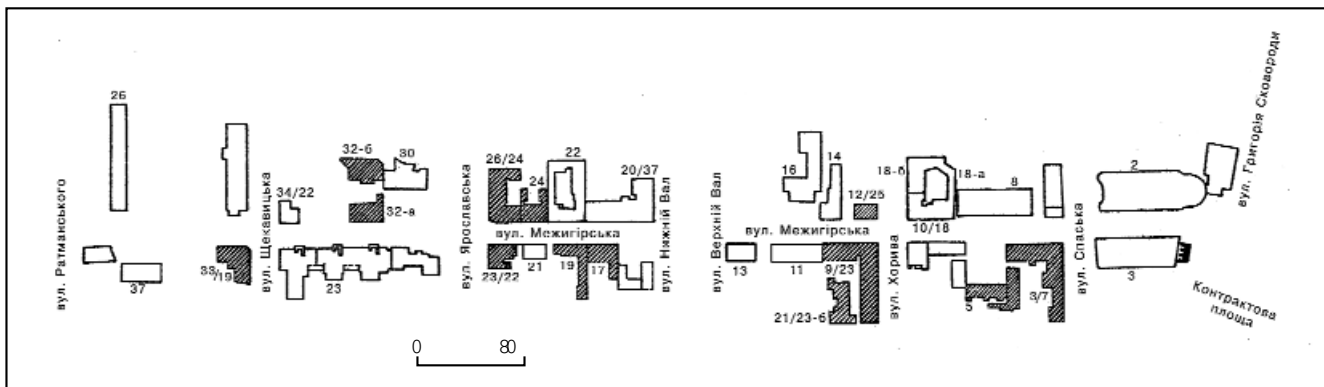 26
вул. Ратманського
37
33/19
вул. Щекавицька
34/22
32-б
30
32-а
23
вул. Ярославська
26/24
24
22
20/37
вул. Межигірська
23/22
21
19
17
вул. Нижній Вал
вул. Верхній Вал
16
14
12/25
вул. Межигірська
13
11
9/23
21/23-б
вул. Хорива
18-б
18-а
8
10/18
5
3/7
вул. Спаська
2
3
вул. Григорія Сковороди
Контрактова
площа
0
80